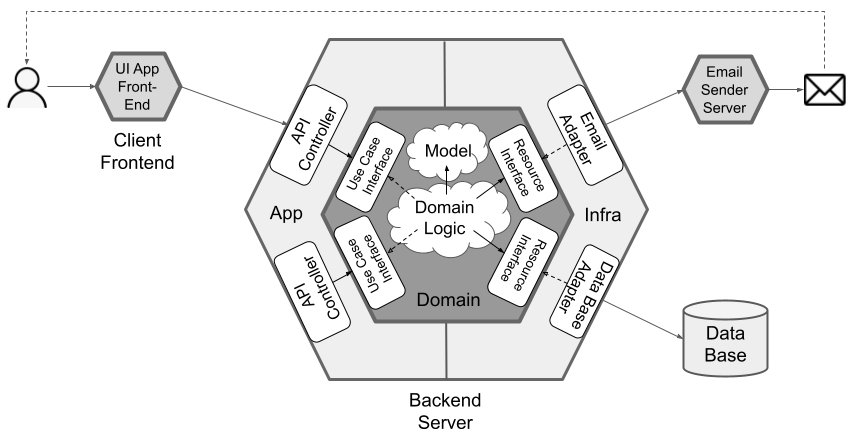 UI App
Front-
End
Client
Frontend
API
Controller
Use Case
Interface
Model
Resource
Interface
Email
Adapter
Email
Sender
Server
App
Domain
Logic
Infra
API
Controller
Use Case
Interface
Resource
Interface
Data Base
Adapter
Domain
Data
Base
Backend
Server